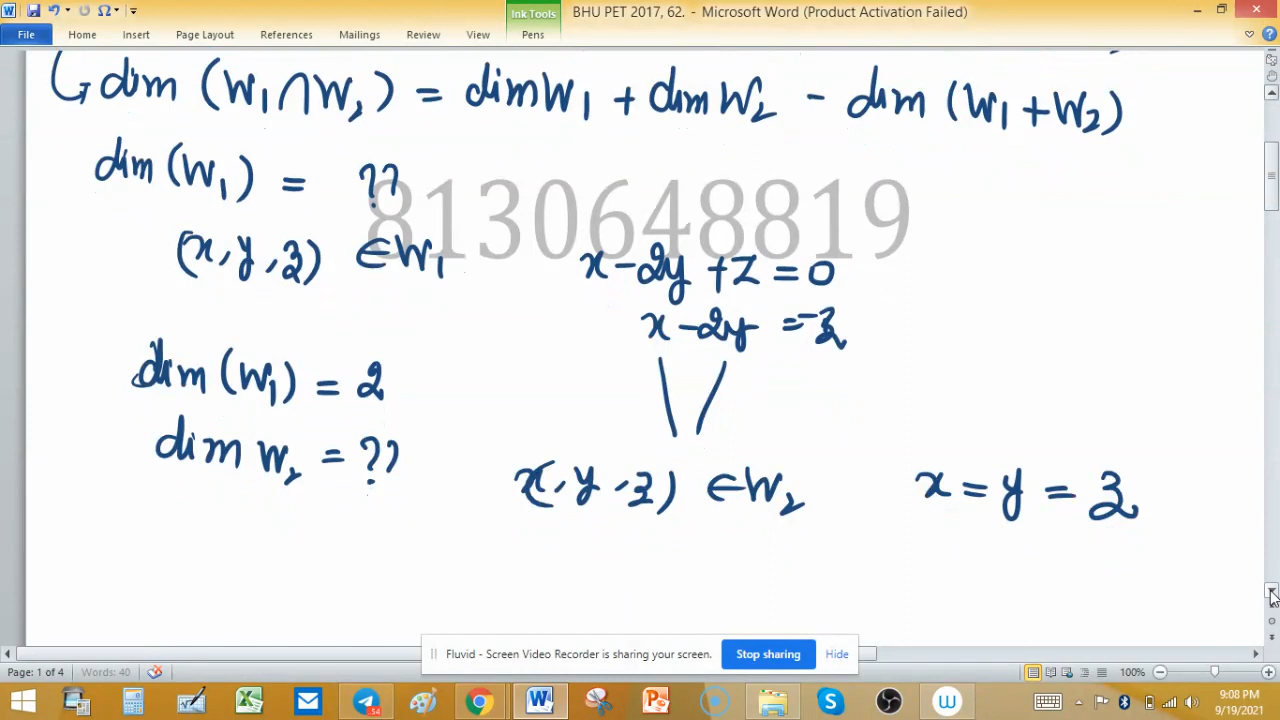 BHU PET 2017, 62. - Microsoft Word (Product Activation Failed)
Ink Tools
File Home Insert Page Layout References Mailings Review View Pens
dim (W1 ∩ W2) = dim W1 + dim W2 - dim (W1 + W2)
dim (W1) = ??
8130648819
(x, y, z) ∈ W1
x - 2y + z = 0
x - 2y = -z
dim (W1) = 2
dim W2 = ??
x(, y, z) ∈ W2
x = y = z
Fluvid - Screen Video Recorder is sharing your screen.
Stop sharing
Hide
Page: 1 of 4
Words: 40
100%
54
9:08 PM
9/19/2021